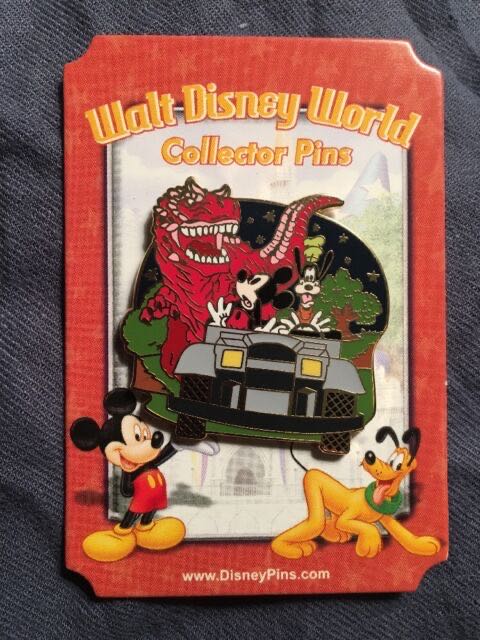 Walt Disney World
Collector Pins
www.DisneyPins.com